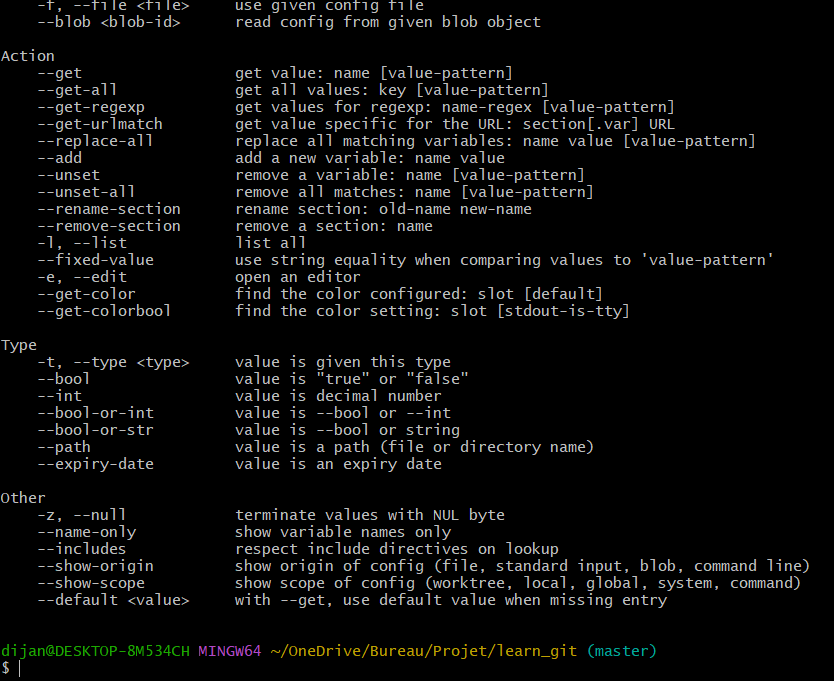 -f, --file <file>     use given config file
--blob <blob-id>      read config from given blob object
Action
--get                 get value: name [value-pattern]
--get-all             get all values: key [value-pattern]
--get-regexp          get values for regexp: name-regex [value-pattern]
--get-urlmatch        get value specific for the URL: section[.var] URL
--replace-all         replace all matching variables: name value [value-pattern]
--add                 add a new variable: name value
--unset               remove a variable: name [value-pattern]
--unset-all           remove all matches: name [value-pattern]
--rename-section      rename section: old-name new-name
--remove-section      remove a section: name
-l, --list            list all
--fixed-value         use string equality when comparing values to 'value-pattern'
-e, --edit            open an editor
--get-color           find the color configured: slot [default]
--get-colorbool       find the color setting: slot [stdout-is-tty]
Type
-t, --type <type>     value is given this type
--bool                value is "true" or "false"
--int                 value is decimal number
--bool-or-int         value is --bool or --int
--bool-or-str         value is --bool or string
--path                value is a path (file or directory name)
--expiry-date         value is an expiry date
Other
-z, --null            terminate values with NUL byte
--name-only           show variable names only
--includes            respect include directives on lookup
--show-origin         show origin of config (file, standard input, blob, command line)
--show-scope          show scope of config (worktree, local, global, system, command)
--default <value>     with --get, use default value when missing entry
dijan@DESKTOP-8M534CH MINGW64 ~/OneDrive/Bureau/Projet/learn_git (master)
$